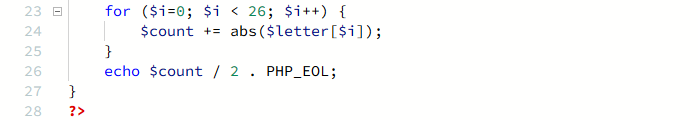 23 for ($i=0; $i < 26; $i++) {
24 $count += abs($letter[$i]);
25 }
26 echo $count / 2 . PHP_EOL;
27 }
28 ?>